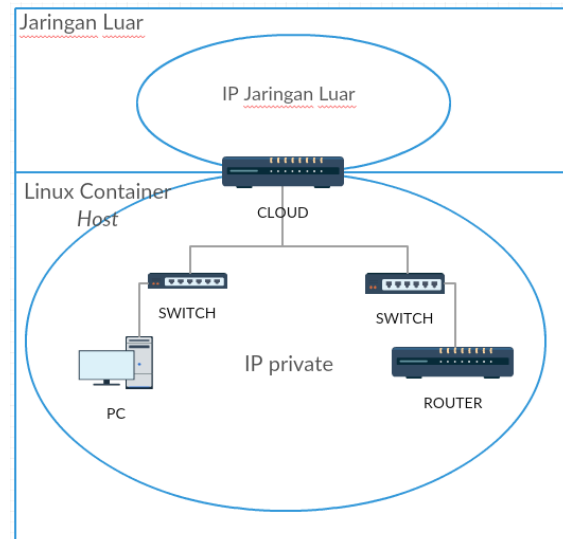 Jaringan Luar
IP Jaringan Luar
Linux Container
Host
CLOUD
SWITCH
SWITCH
IP private
PC
ROUTER